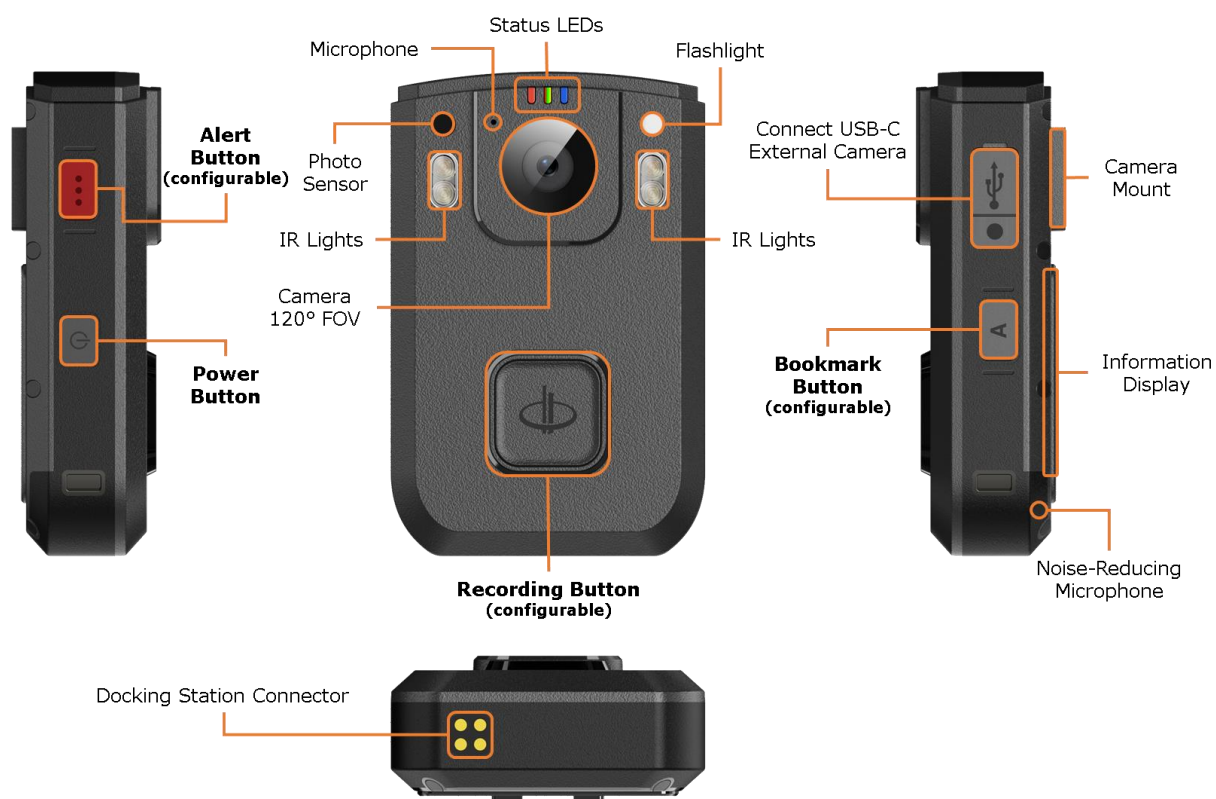 Status LEDs
Microphone
Flashlight
Alert
Button
(configurable)
Photo
Sensor
Connect USB-C
External Camera
Camera
Mount
IR Lights
IR Lights
Camera
120° FOV
Power
Button
A
Bookmark
Button
(configurable)
Information
Display
Recording Button
(configurable)
Noise-Reducing
Microphone
Docking Station Connector